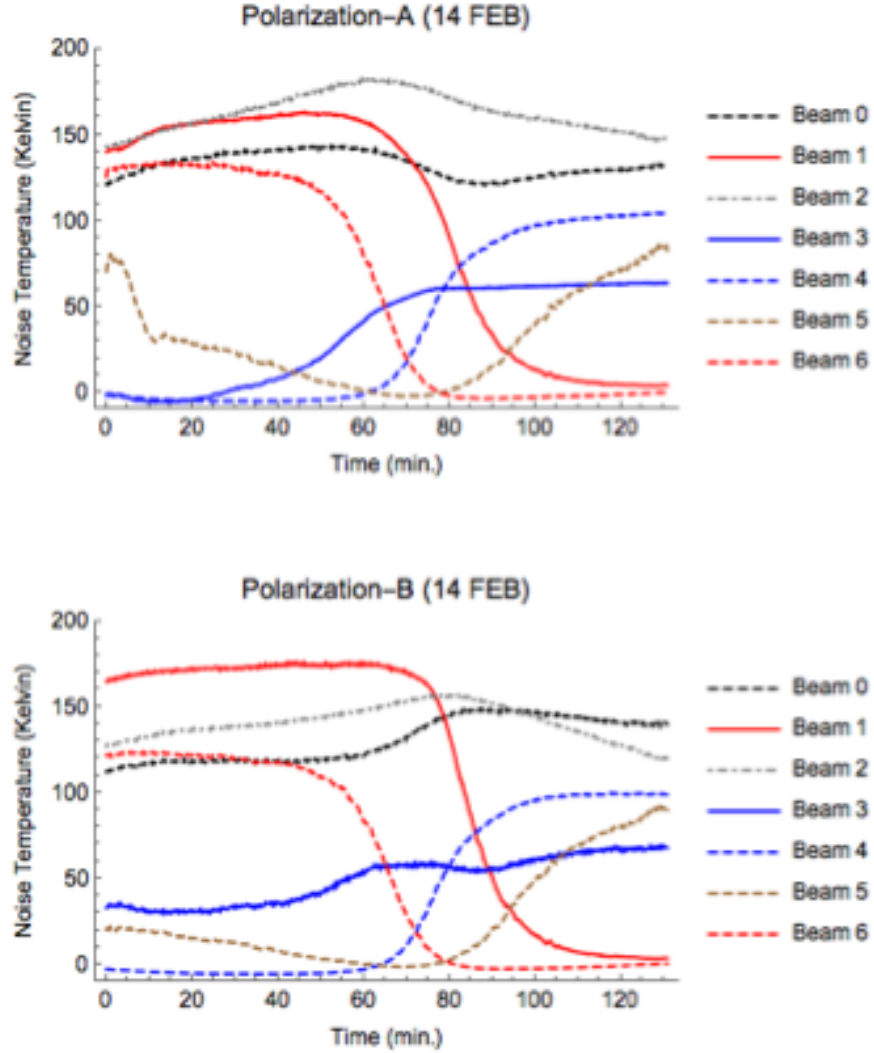 Polarization–A (14 FEB)
Noise Temperature (Kelvin)
200
150
100
50
0
0 20 40 60 80 100 120
Time (min.)
Beam 0
Beam 1
Beam 2
Beam 3
Beam 4
Beam 5
Beam 6
Polarization–B (14 FEB)
Noise Temperature (Kelvin)
200
150
100
50
0
0 20 40 60 80 100 120
Time (min.)
Beam 0
Beam 1
Beam 2
Beam 3
Beam 4
Beam 5
Beam 6